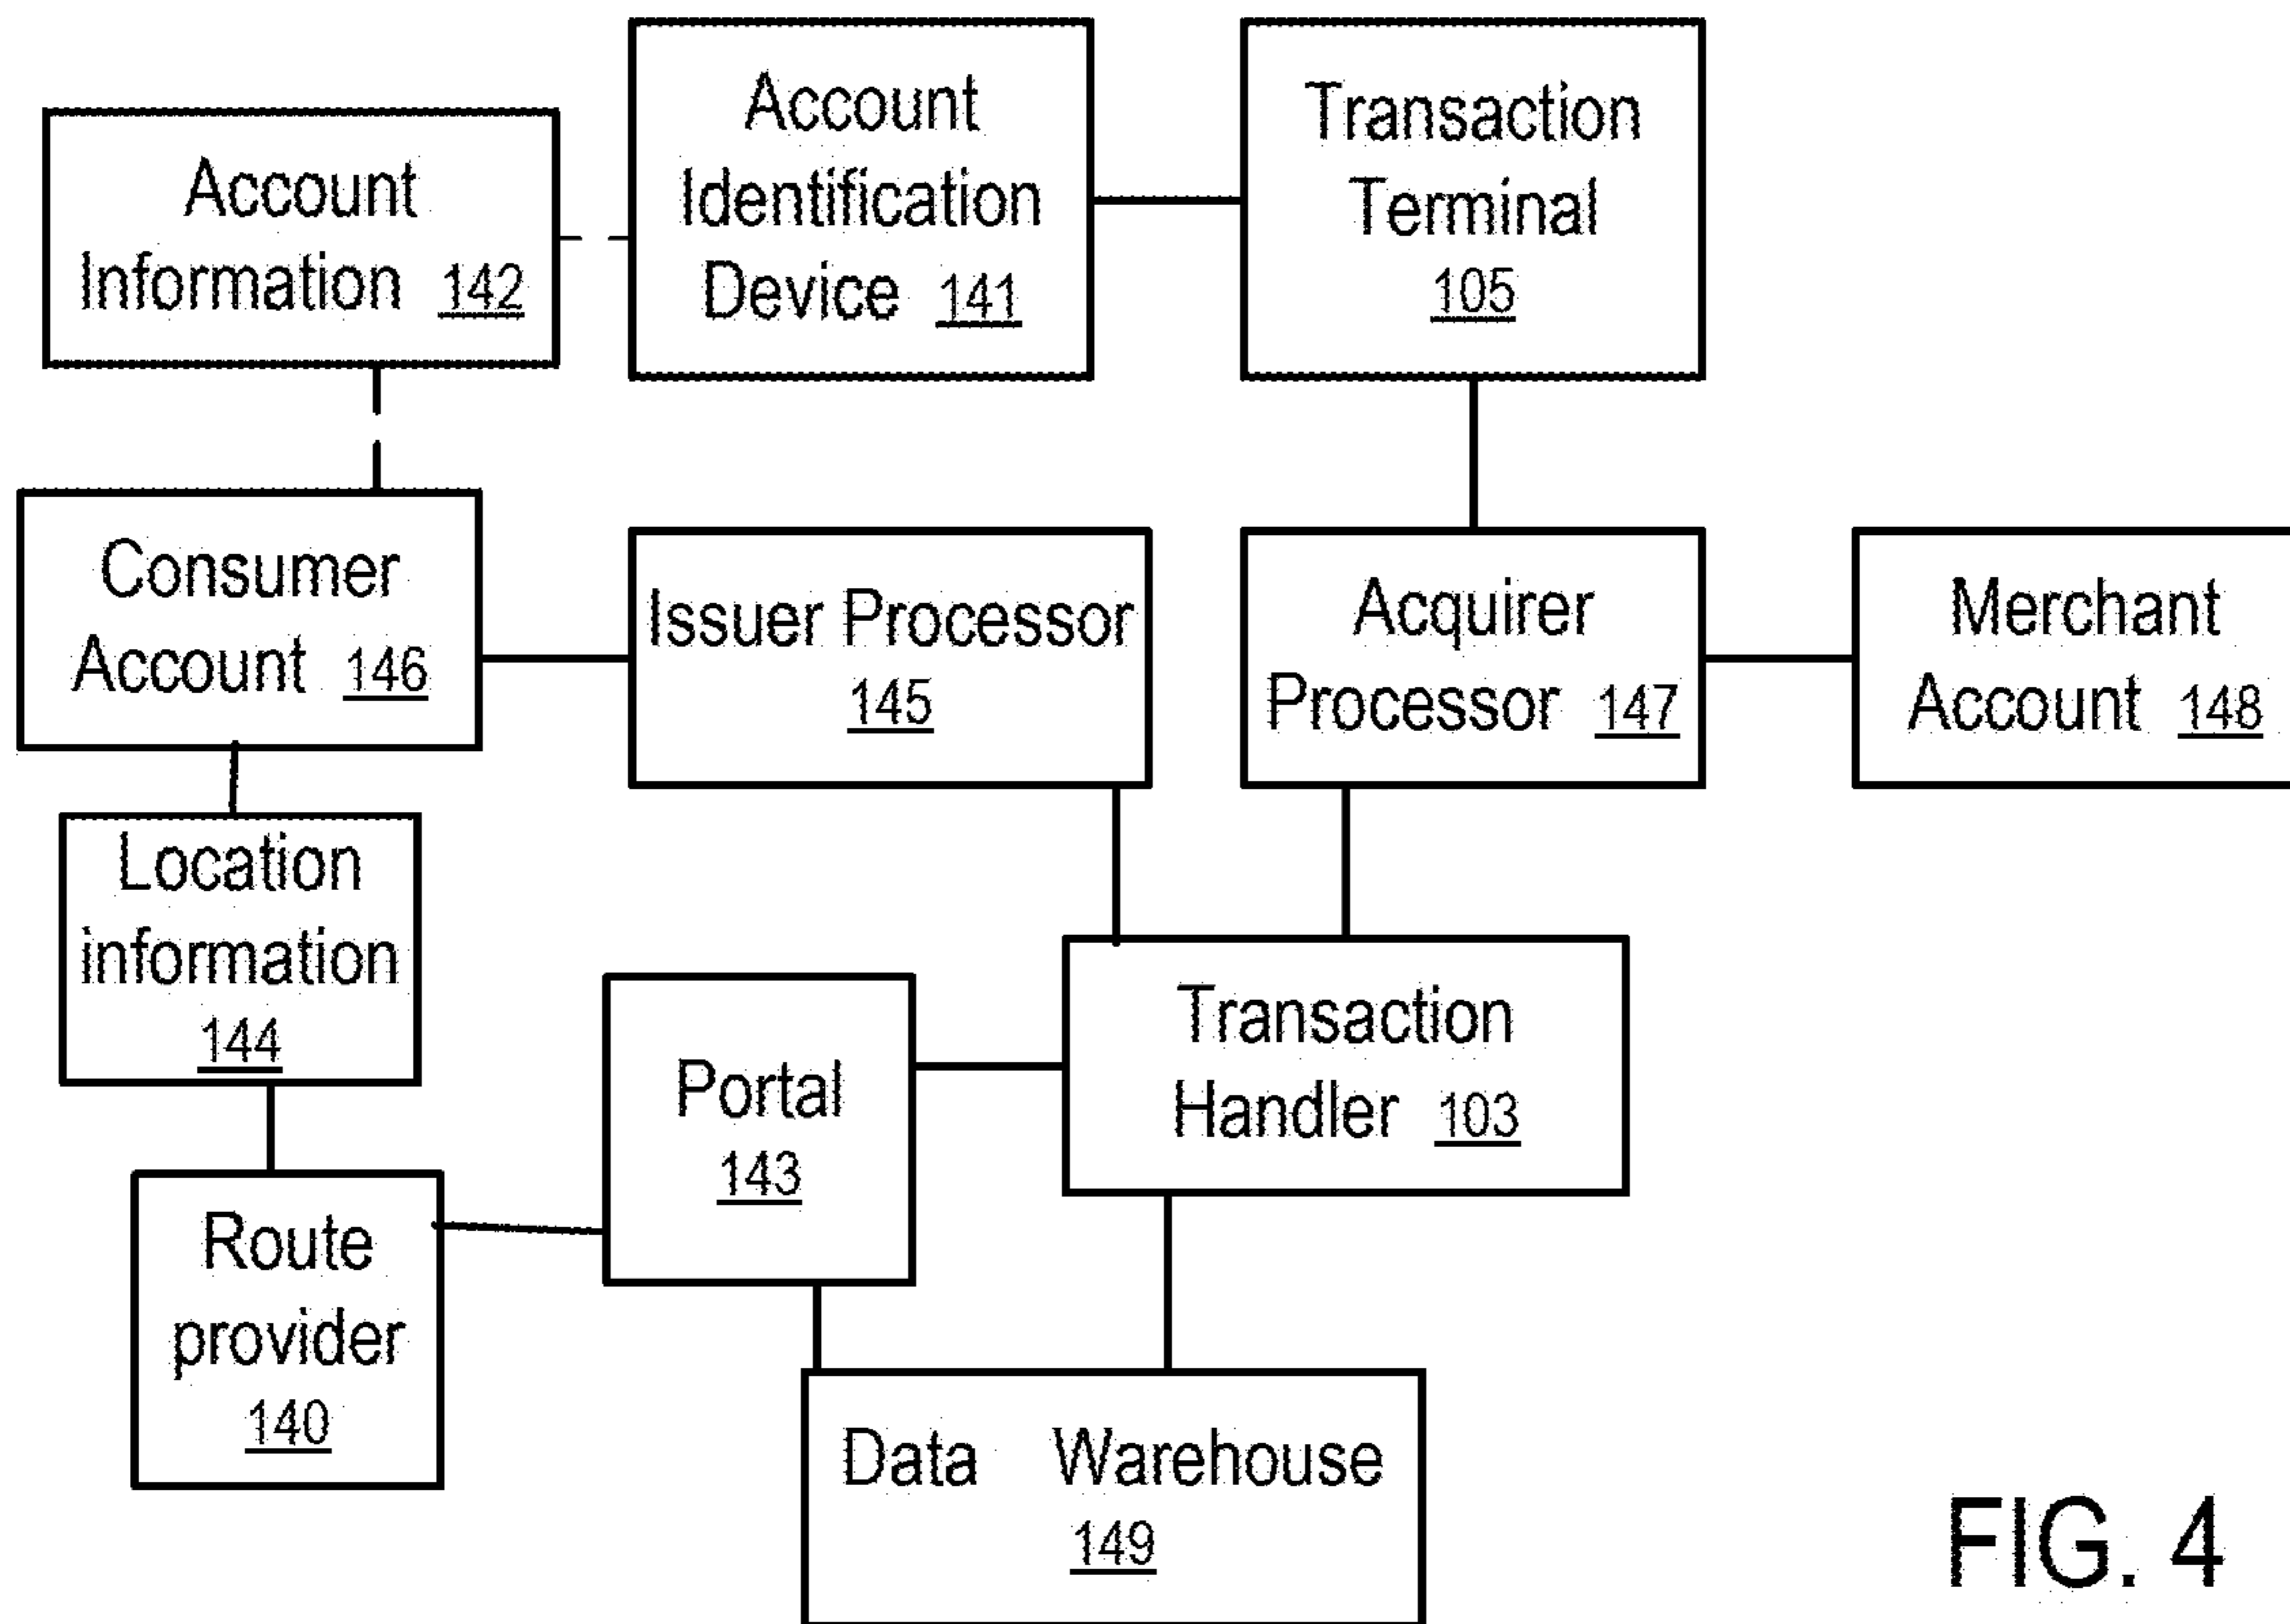 Account
Information 142
Account
Identification
Device 141
Transaction
Terminal
105
Consumer
Account 146
Issuer Processor
145
Acquirer
Processor 147
Merchant
Account 148
Location
information
144
Portal
143
Transaction
Handler 103
Route
provider
140
Data Warehouse
149
FIG. 4